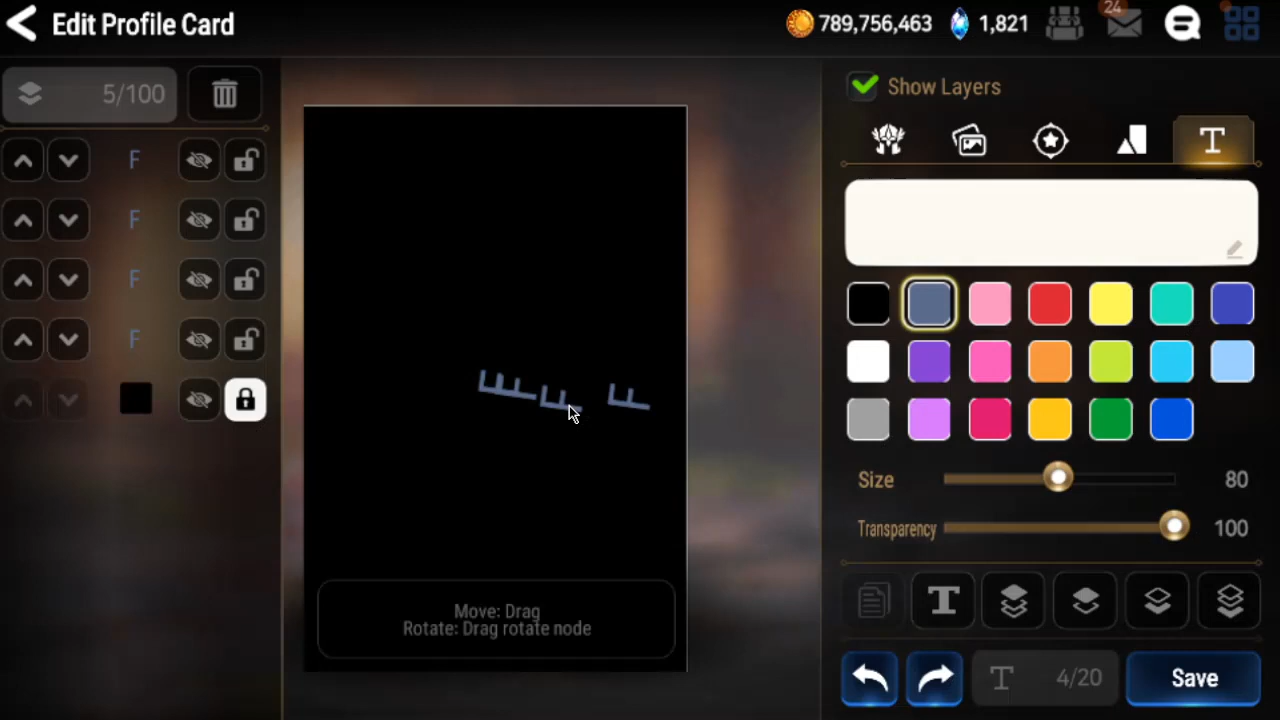 Edit Profile Card
789,756,463
1,821
24
5/100
Show Layers
T
F
F
F
F
F F F F
Size
80
Transparency
100
Move: Drag
Rotate: Drag rotate node
T
T 4/20
Save